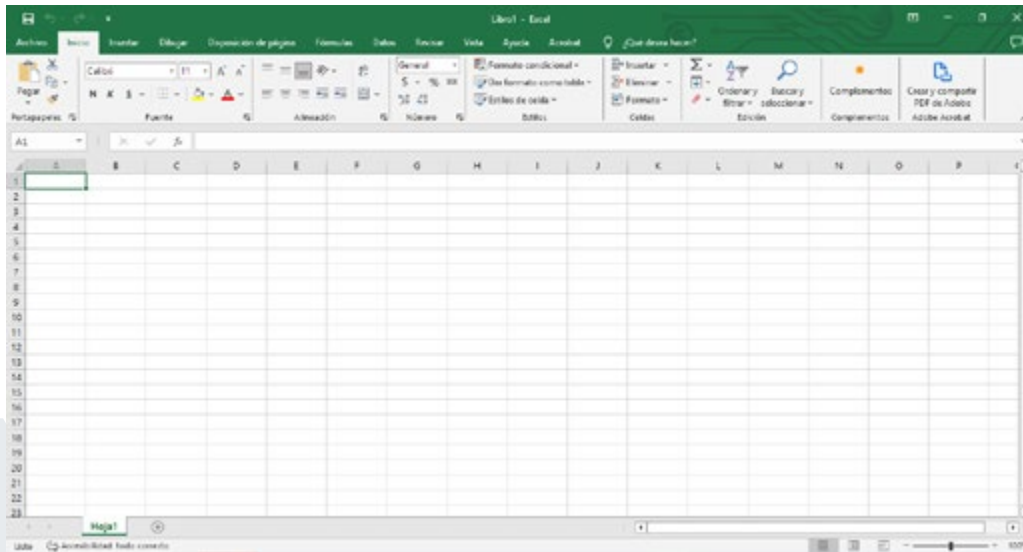 Libro1 - Excel
Archivo Inicio Insertar Dibujar Disposición de página Fórmulas Datos Revisar Vista Ayuda Acrobat ¿Qué desea hacer?
Pegar
Calibri 11
N K S
General
$ % 000
Formato condicional
Dar formato como tabla
Estilos de celda
Insertar
Eliminar
Formato
Ordenar y filtrar
Buscar y seleccionar
Complementos
Crear y compartir PDF de Adobe
Portapapeles Fuente Alineación Número Estilos Celdas Edición Complementos Adobe Acrobat
A1 fx
A B C D E F G H I J K L M N O P
1
2
3
4
5
6
7
8
9
10
11
12
13
14
15
16
17
18
19
20
21
22
23
Hoja1
Listo Accesibilidad: todo correcto 100%